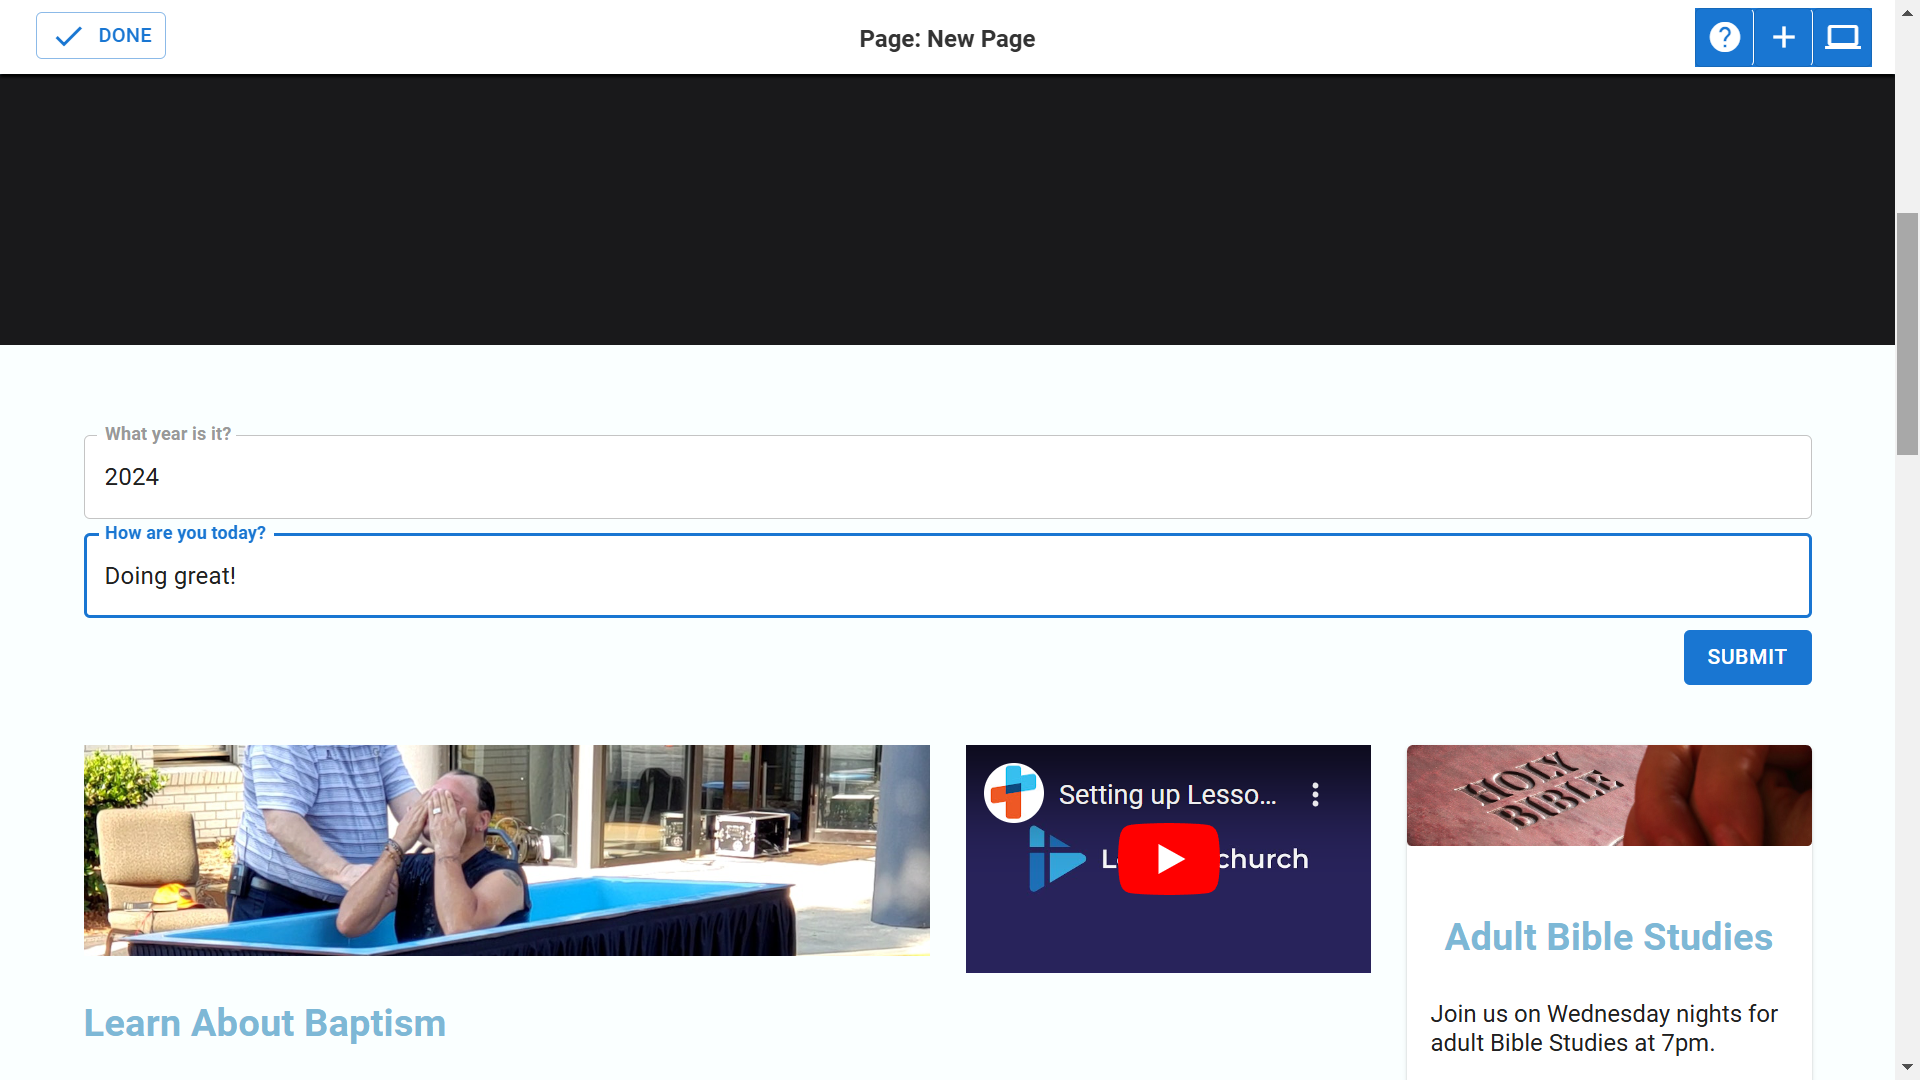 DONE
Page: New Page
What year is it?
2024
How are you today?
Doing great!
SUBMIT
Setting up Lesso...
church
HOLY
BIBLE
Adult Bible Studies
Join us on Wednesday nights for
adult Bible Studies at 7pm.
Learn About Baptism